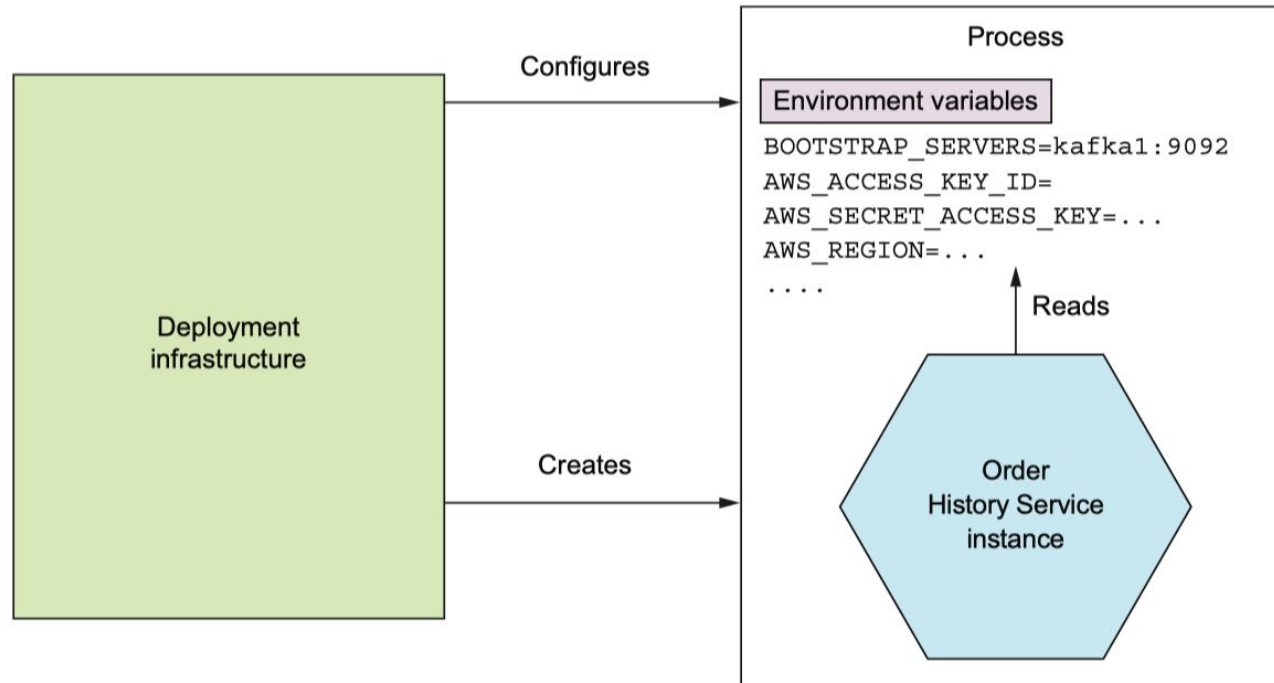 Process
Configures
Environment variables
BOOTSTRAP_SERVERS=kafka1:9092
AWS_ACCESS_KEY_ID=
AWS_SECRET_ACCESS_KEY=...
AWS_REGION=...
....
Reads
Deployment
infrastructure
Creates
Order
History Service
instance